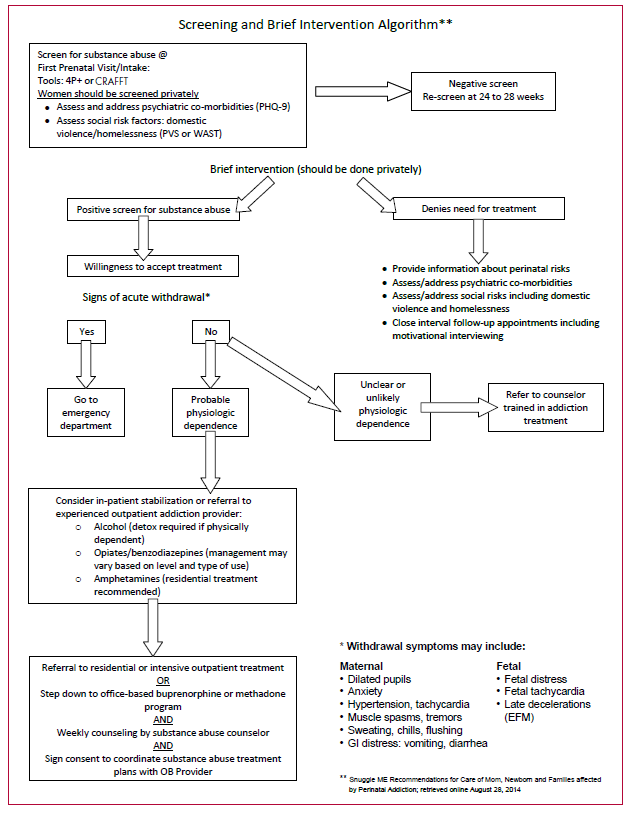 Screening and Brief Intervention Algorithm**
Screen for substance abuse @
First Prenatal Visit/Intake:
Tools: 4P+ or CRAFFT
Women should be screened privately
• Assess and address psychiatric co-morbidities (PHQ-9)
• Assess social risk factors: domestic
violence/homelessness (PVS or WAST)
Negative screen
Re-screen at 24 to 28 weeks
Brief intervention (should be done privately)
Positive screen for substance abuse
Denies need for treatment
Willingness to accept treatment
• Provide information about perinatal risks
• Assess/address psychiatric co-morbidities
• Assess/address social risks including domestic
violence and homelessness
• Close interval follow-up appointments including
motivational interviewing
Signs of acute withdrawal*
Yes
No
Go to
emergency
department
Probable
physiologic
dependence
Unclear or
unlikely
physiologic
dependence
Refer to counselor
trained in addiction
treatment
Consider in-patient stabilization or referral to
experienced outpatient addiction provider:
o Alcohol (detox required if physically
dependent)
o Opiates/benzodiazepines (management may
vary based on level and type of use)
o Amphetamines (residential treatment
recommended)
Referral to residential or intensive outpatient treatment
OR
Step down to office-based buprenorphine or methadone
program
AND
Weekly counseling by substance abuse counselor
AND
Sign consent to coordinate substance abuse treatment
plans with OB Provider
* Withdrawal symptoms may include:
Maternal
• Dilated pupils
• Anxiety
• Hypertension, tachycardia
• Muscle spasms, tremors
• Sweating, chills, flushing
• GI distress: vomiting, diarrhea
Fetal
• Fetal distress
• Fetal tachycardia
• Late decelerations
(EFM)
** Snuggle ME Recommendations for Care of Mom, Newborn and Families affected
by Perinatal Addiction; retrieved online August 28, 2014